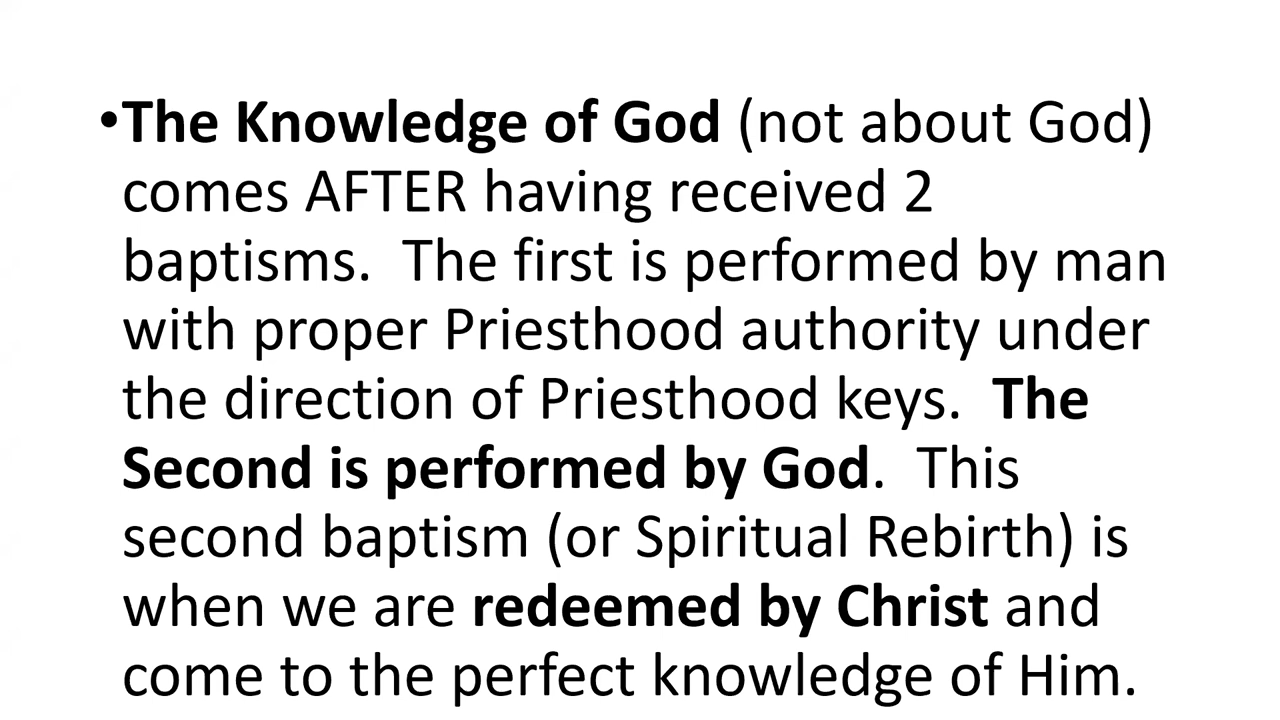 •The Knowledge of God (not about God)
comes AFTER having received 2
baptisms.  The first is performed by man
with proper Priesthood authority under
the direction of Priesthood keys.  The
Second is performed by God.  This
second baptism (or Spiritual Rebirth) is
when we are redeemed by Christ and
come to the perfect knowledge of Him.